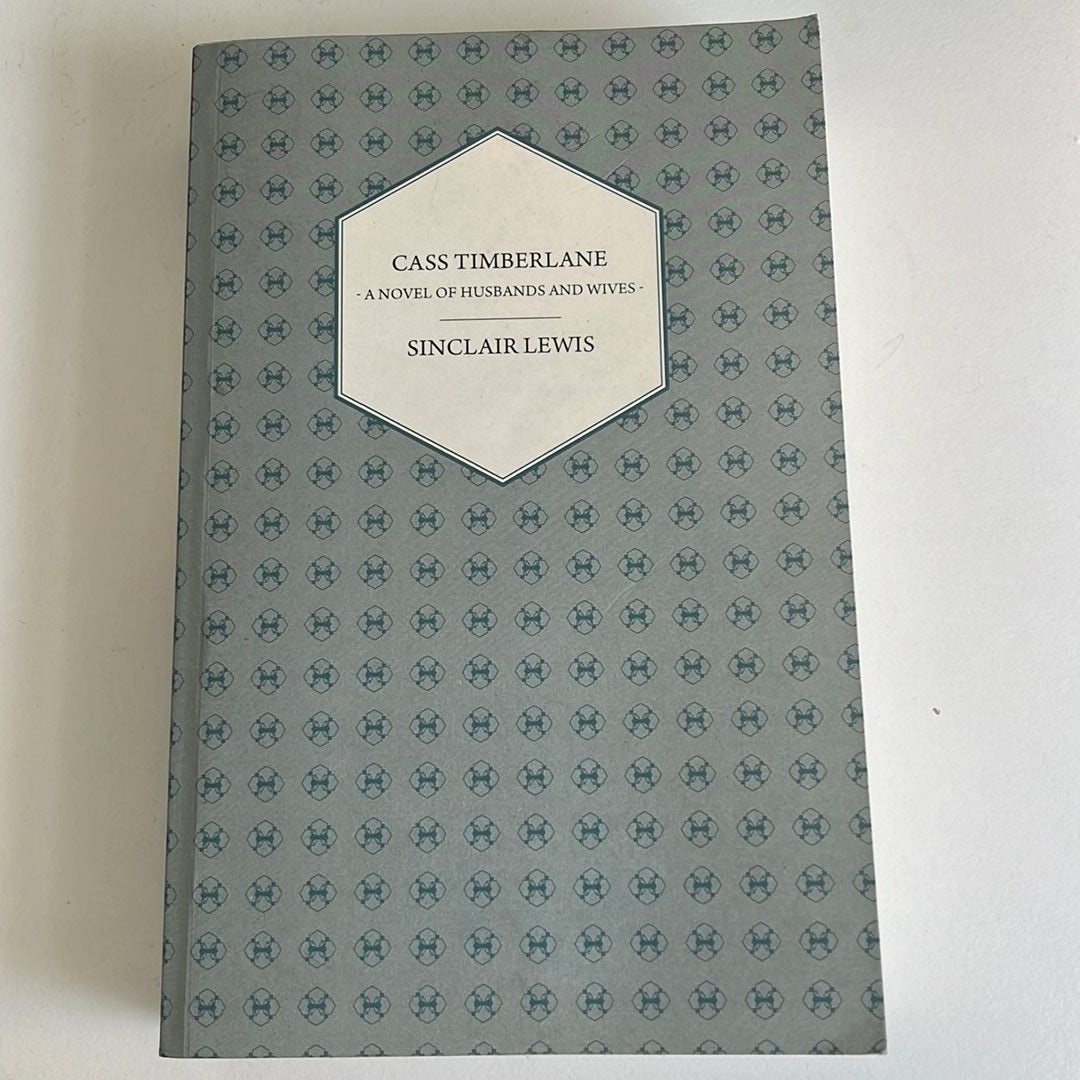 CASS TIMBERLANE
- A NOVEL OF HUSBANDS AND WIVES -
SINCLAIR LEWIS